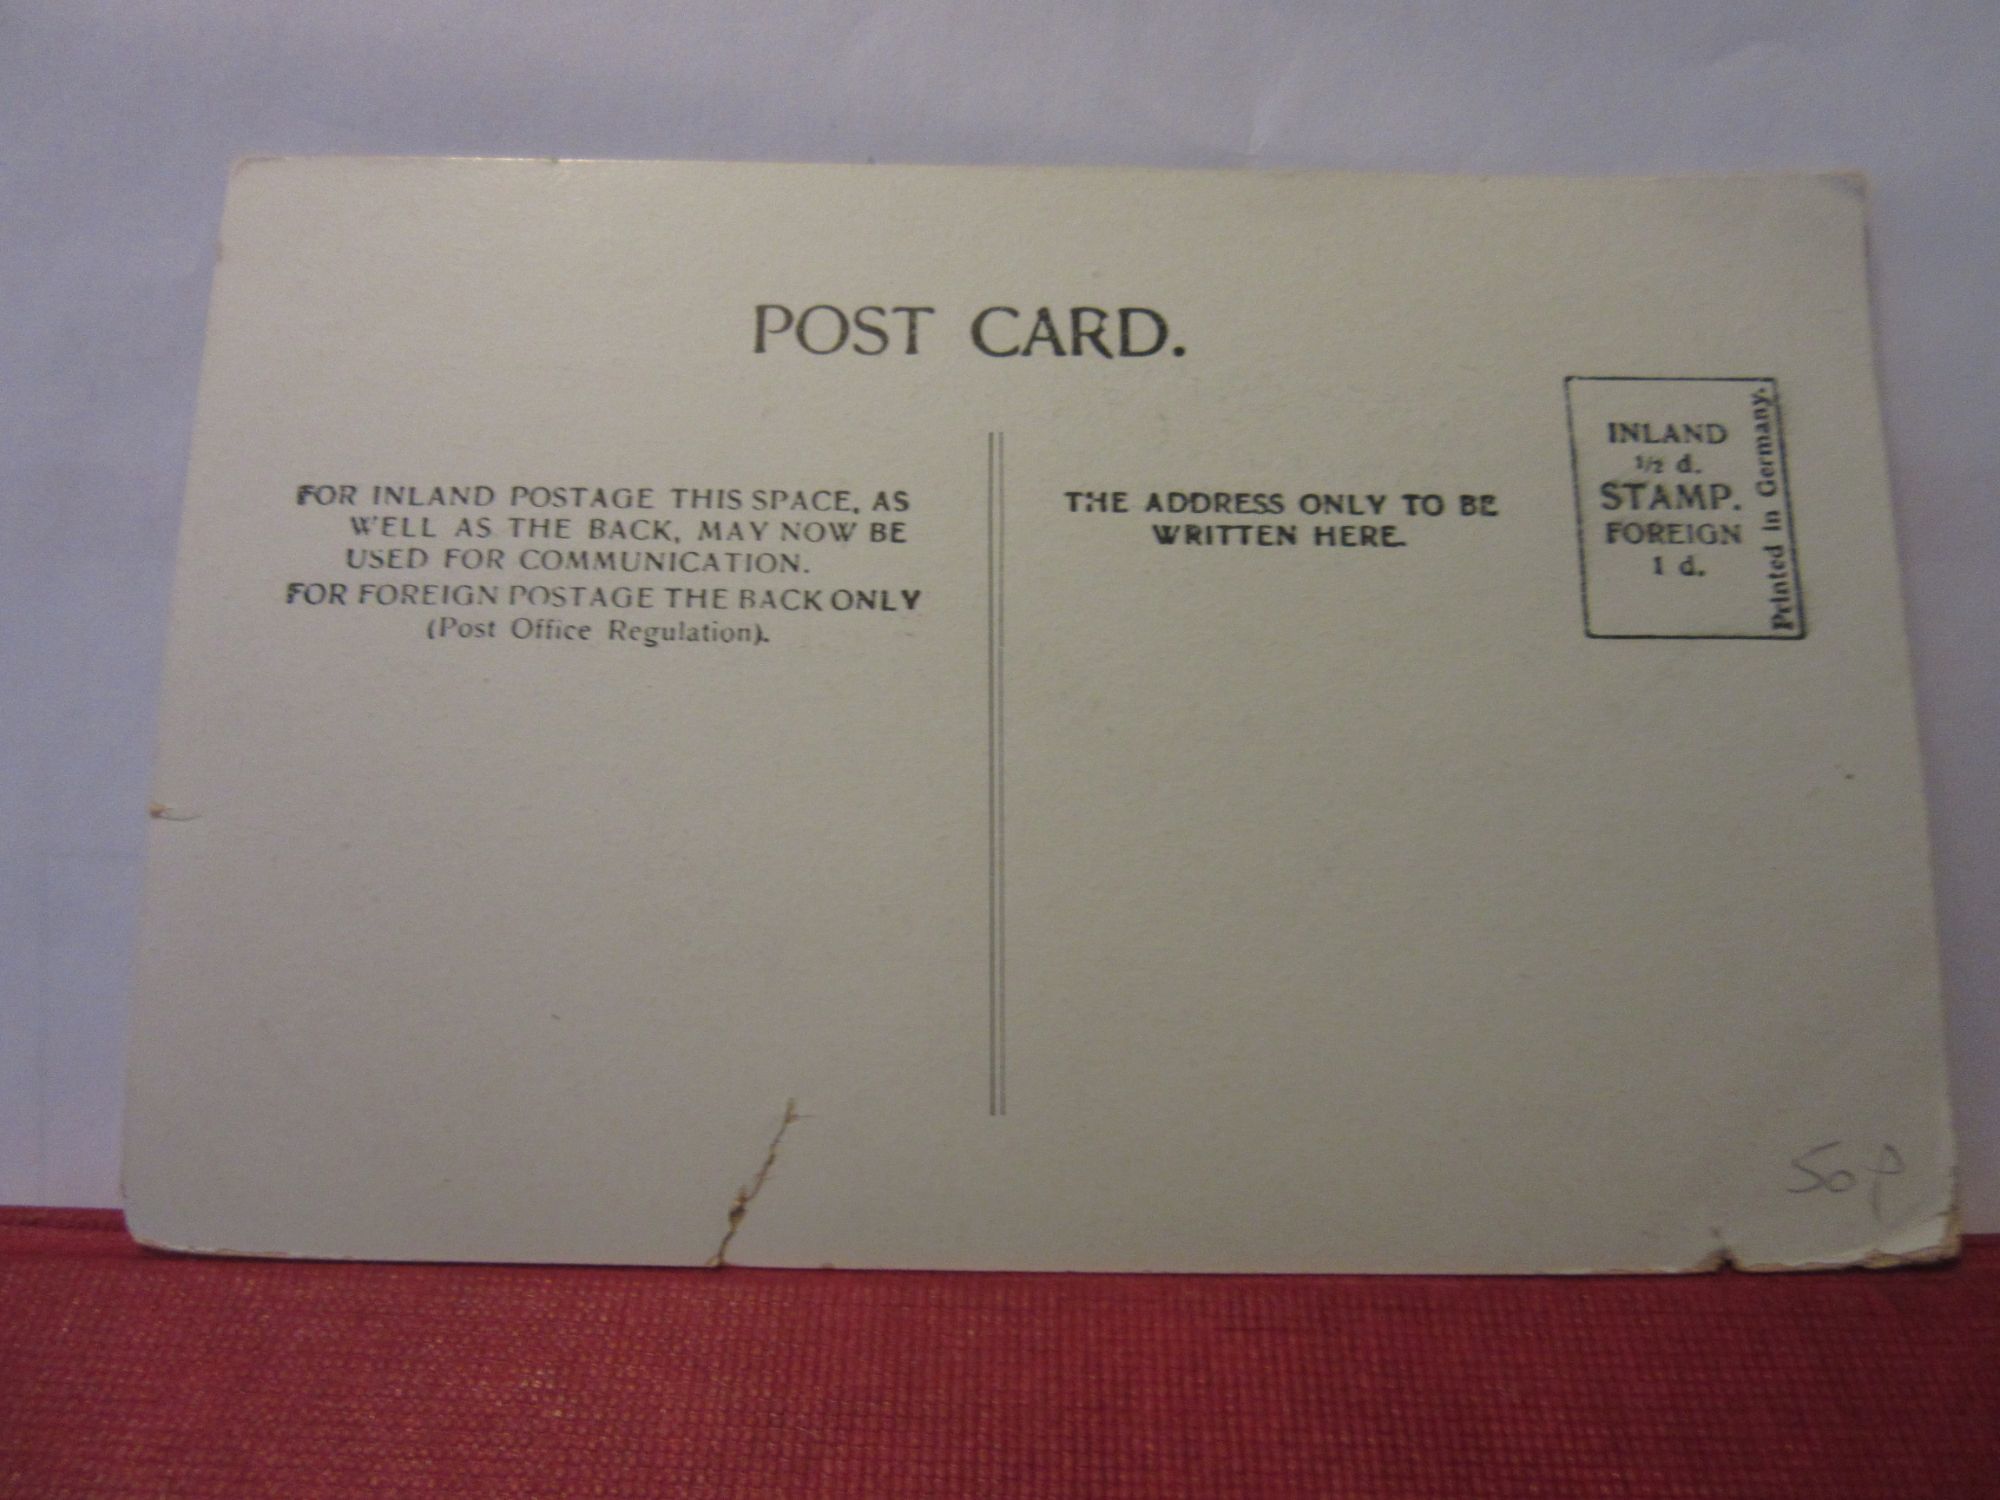 POST CARD.
FOR INLAND POSTAGE THIS SPACE, AS
WELL AS THE BACK, MAY NOW BE
USED FOR COMMUNICATION.
FOR FOREIGN POSTAGE THE BACK ONLY
(Post Office Regulation).
THE ADDRESS ONLY TO BE
WRITTEN HERE
INLAND
1/2 d.
STAMP.
FOREIGN
1 d.
Printed in Germany.
50p